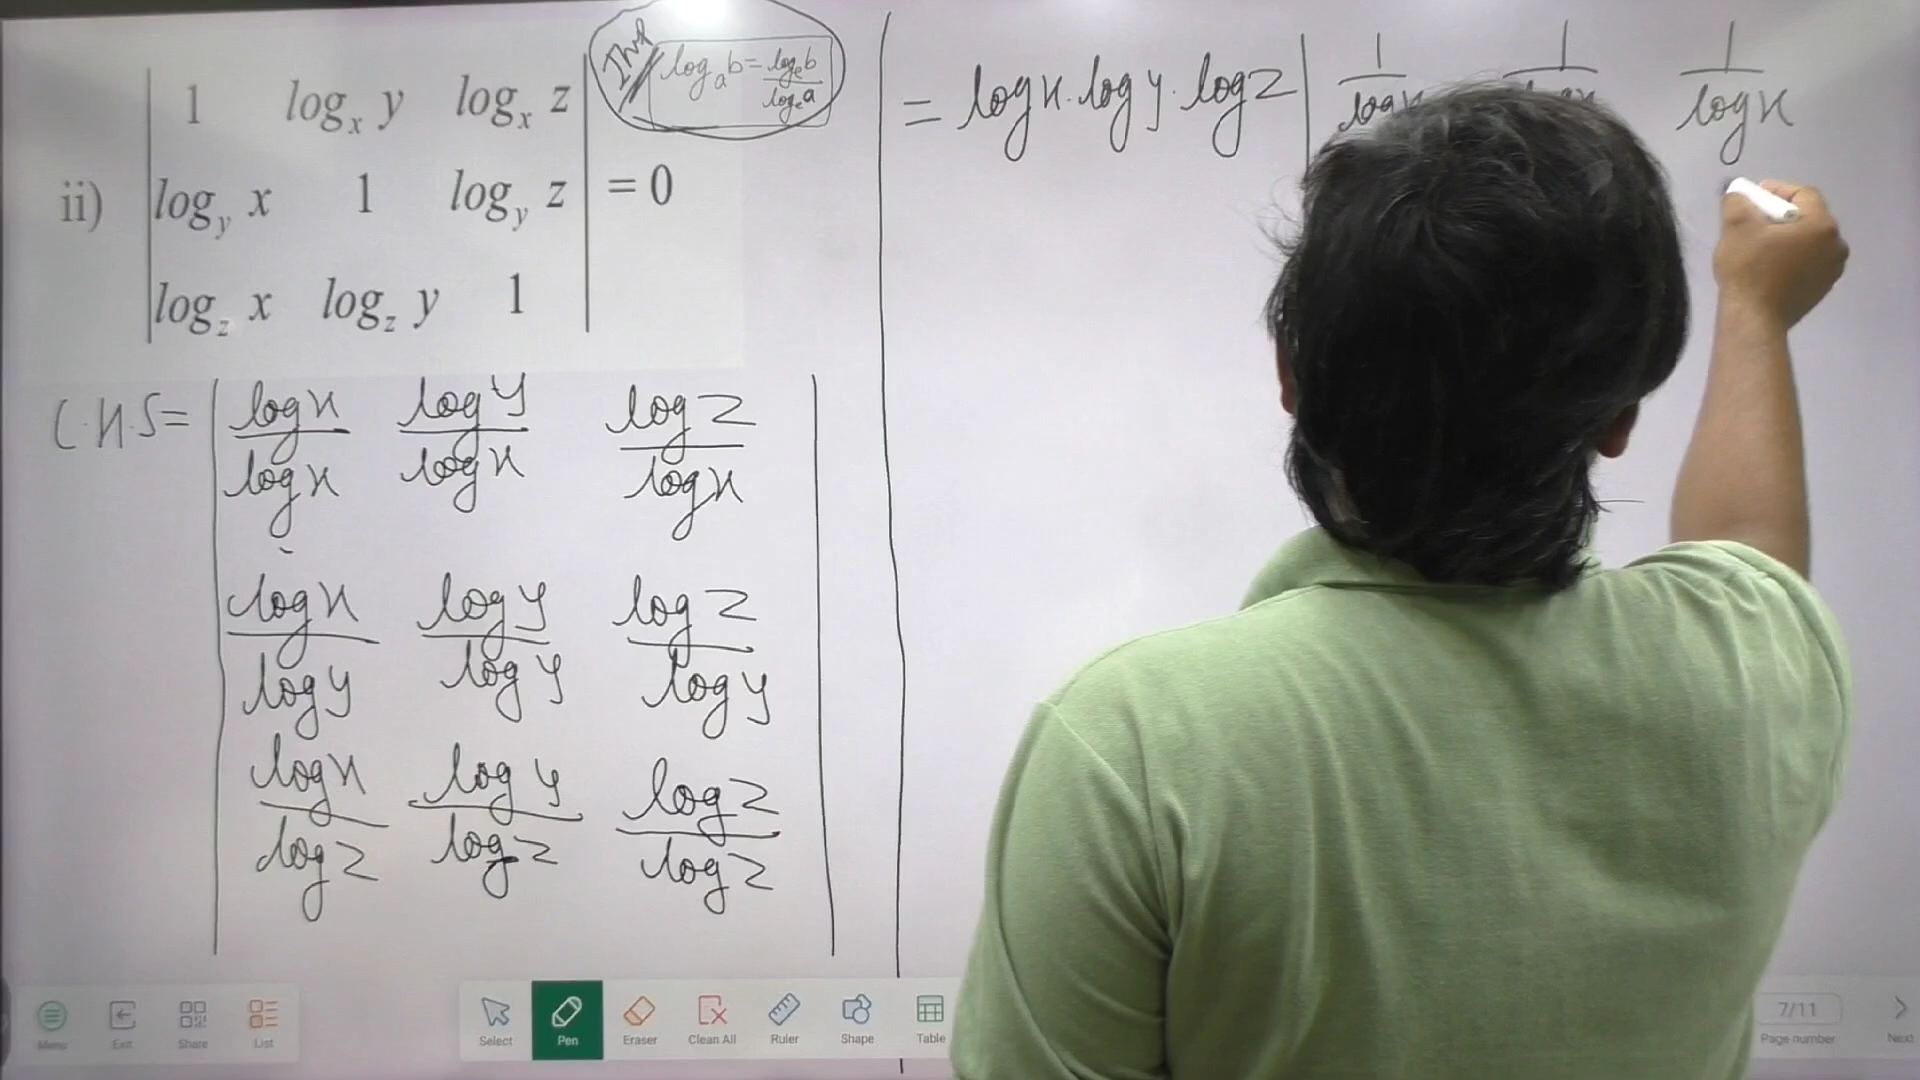 1 log_x y log_x z
ii) log_y x 1 log_y z = 0
log_z x log_z y 1
Imp log_a b = log_e b / log_e a
L.H.S = log x / log x log y / log x log z / log x
log x / log y log y / log y log z / log y
log x / log z log y / log z log z / log z
= log x · log y · log z | 1 / log x 1 / log x 1 / log x
Menu Exit Share List
Select Pen Eraser Clean All Ruler Shape Table
7/11
Page number Next